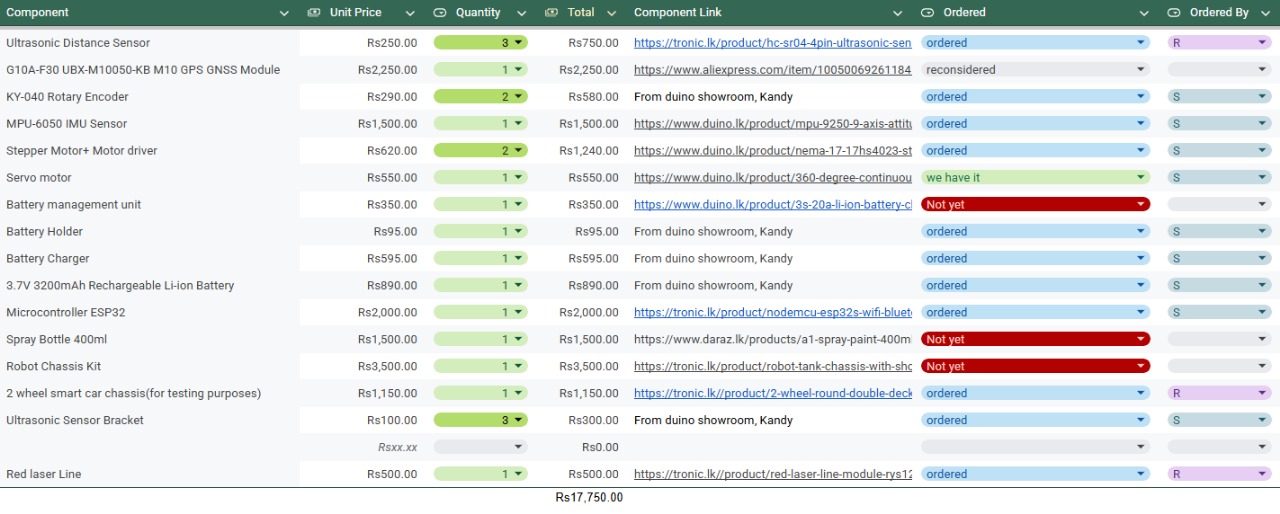 Component Unit Price Quantity Total Component Link Ordered Ordered By
Ultrasonic Distance Sensor Rs250.00 3 Rs750.00 https://tronic.lk/product/hc-sr04-4pin-ultrasonic-sen ordered R
G10A-F30 UBX-M10050-KB M10 GPS GNSS Module Rs2,250.00 1 Rs2,250.00 https://www.aliexpress.com/item/10050069261184 reconsidered
KY-040 Rotary Encoder Rs290.00 2 Rs580.00 From duino showroom, Kandy ordered S
MPU-6050 IMU Sensor Rs1,500.00 1 Rs1,500.00 https://www.duino.lk/product/mpu-9250-9-axis-attitu ordered S
Stepper Motor+ Motor driver Rs620.00 2 Rs1,240.00 https://www.duino.lk/product/nema-17-17hs4023-st ordered S
Servo motor Rs550.00 1 Rs550.00 https://www.duino.lk/product/360-degree-continuou we have it S
Battery management unit Rs350.00 1 Rs350.00 https://www.duino.lk/product/3s-20a-li-ion-battery-c Not yet
Battery Holder Rs95.00 1 Rs95.00 From duino showroom, Kandy ordered S
Battery Charger Rs595.00 1 Rs595.00 From duino showroom, Kandy ordered S
3.7V 3200mAh Rechargeable Li-ion Battery Rs890.00 1 Rs890.00 From duino showroom, Kandy ordered S
Microcontroller ESP32 Rs2,000.00 1 Rs2,000.00 https://tronic.lk/product/nodemcu-esp32s-wifi-bluet ordered S
Spray Bottle 400ml Rs1,500.00 1 Rs1,500.00 https://www.daraz.lk/products/a1-spray-paint-400m Not yet
Robot Chassis Kit Rs3,500.00 1 Rs3,500.00 https://tronic.lk/product/robot-tank-chassis-with-sho Not yet
2 wheel smart car chassis(for testing purposes) Rs1,150.00 1 Rs1,150.00 https://tronic.lk//product/2-wheel-round-double-deck ordered R
Ultrasonic Sensor Bracket Rs100.00 3 Rs300.00 From duino showroom, Kandy ordered S
Rsxx.xx Rs0.00
Red laser Line Rs500.00 1 Rs500.00 https://tronic.lk//product/red-laser-line-module-rys12 ordered R
Rs17,750.00